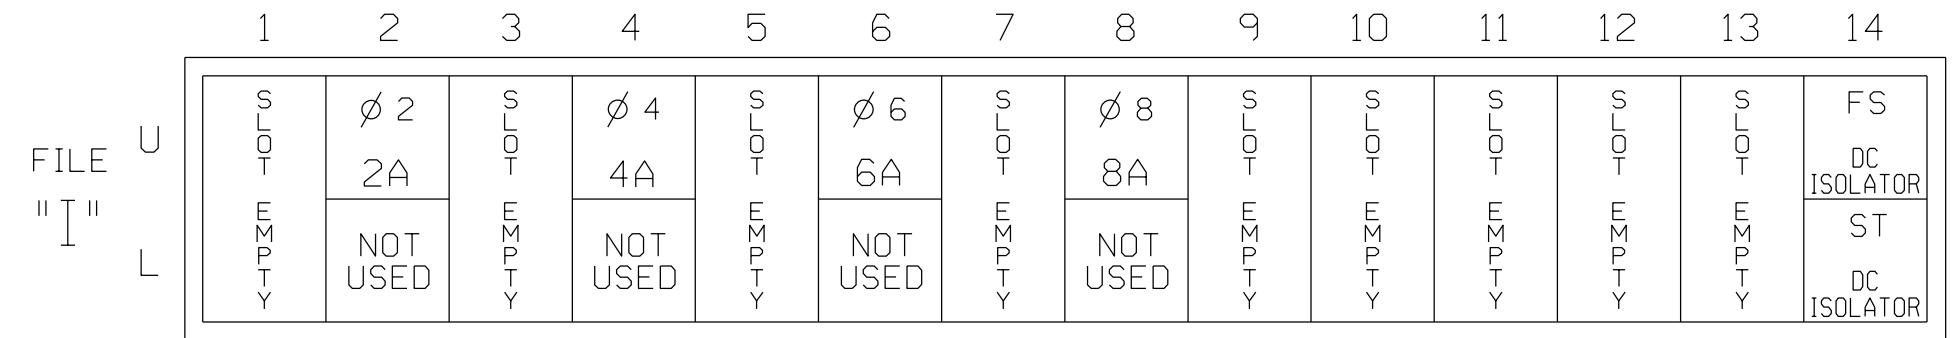 1 2 3 4 5 6 7 8 9 10 11 12 13 14
FILE
"I"
U
L
SLOT EMPTY
ø 2
2A
NOT
USED
SLOT EMPTY
ø 4
4A
NOT
USED
SLOT EMPTY
ø 6
6A
NOT
USED
SLOT EMPTY
ø 8
8A
NOT
USED
SLOT EMPTY
SLOT EMPTY
SLOT EMPTY
SLOT EMPTY
SLOT EMPTY
FS
DC
ISOLATOR
ST
DC
ISOLATOR